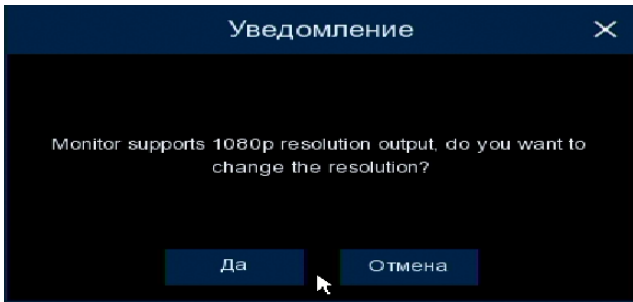 Уведомление
Monitor supports 1080p resolution output, do you want to
change the resolution?
Да
Отмена